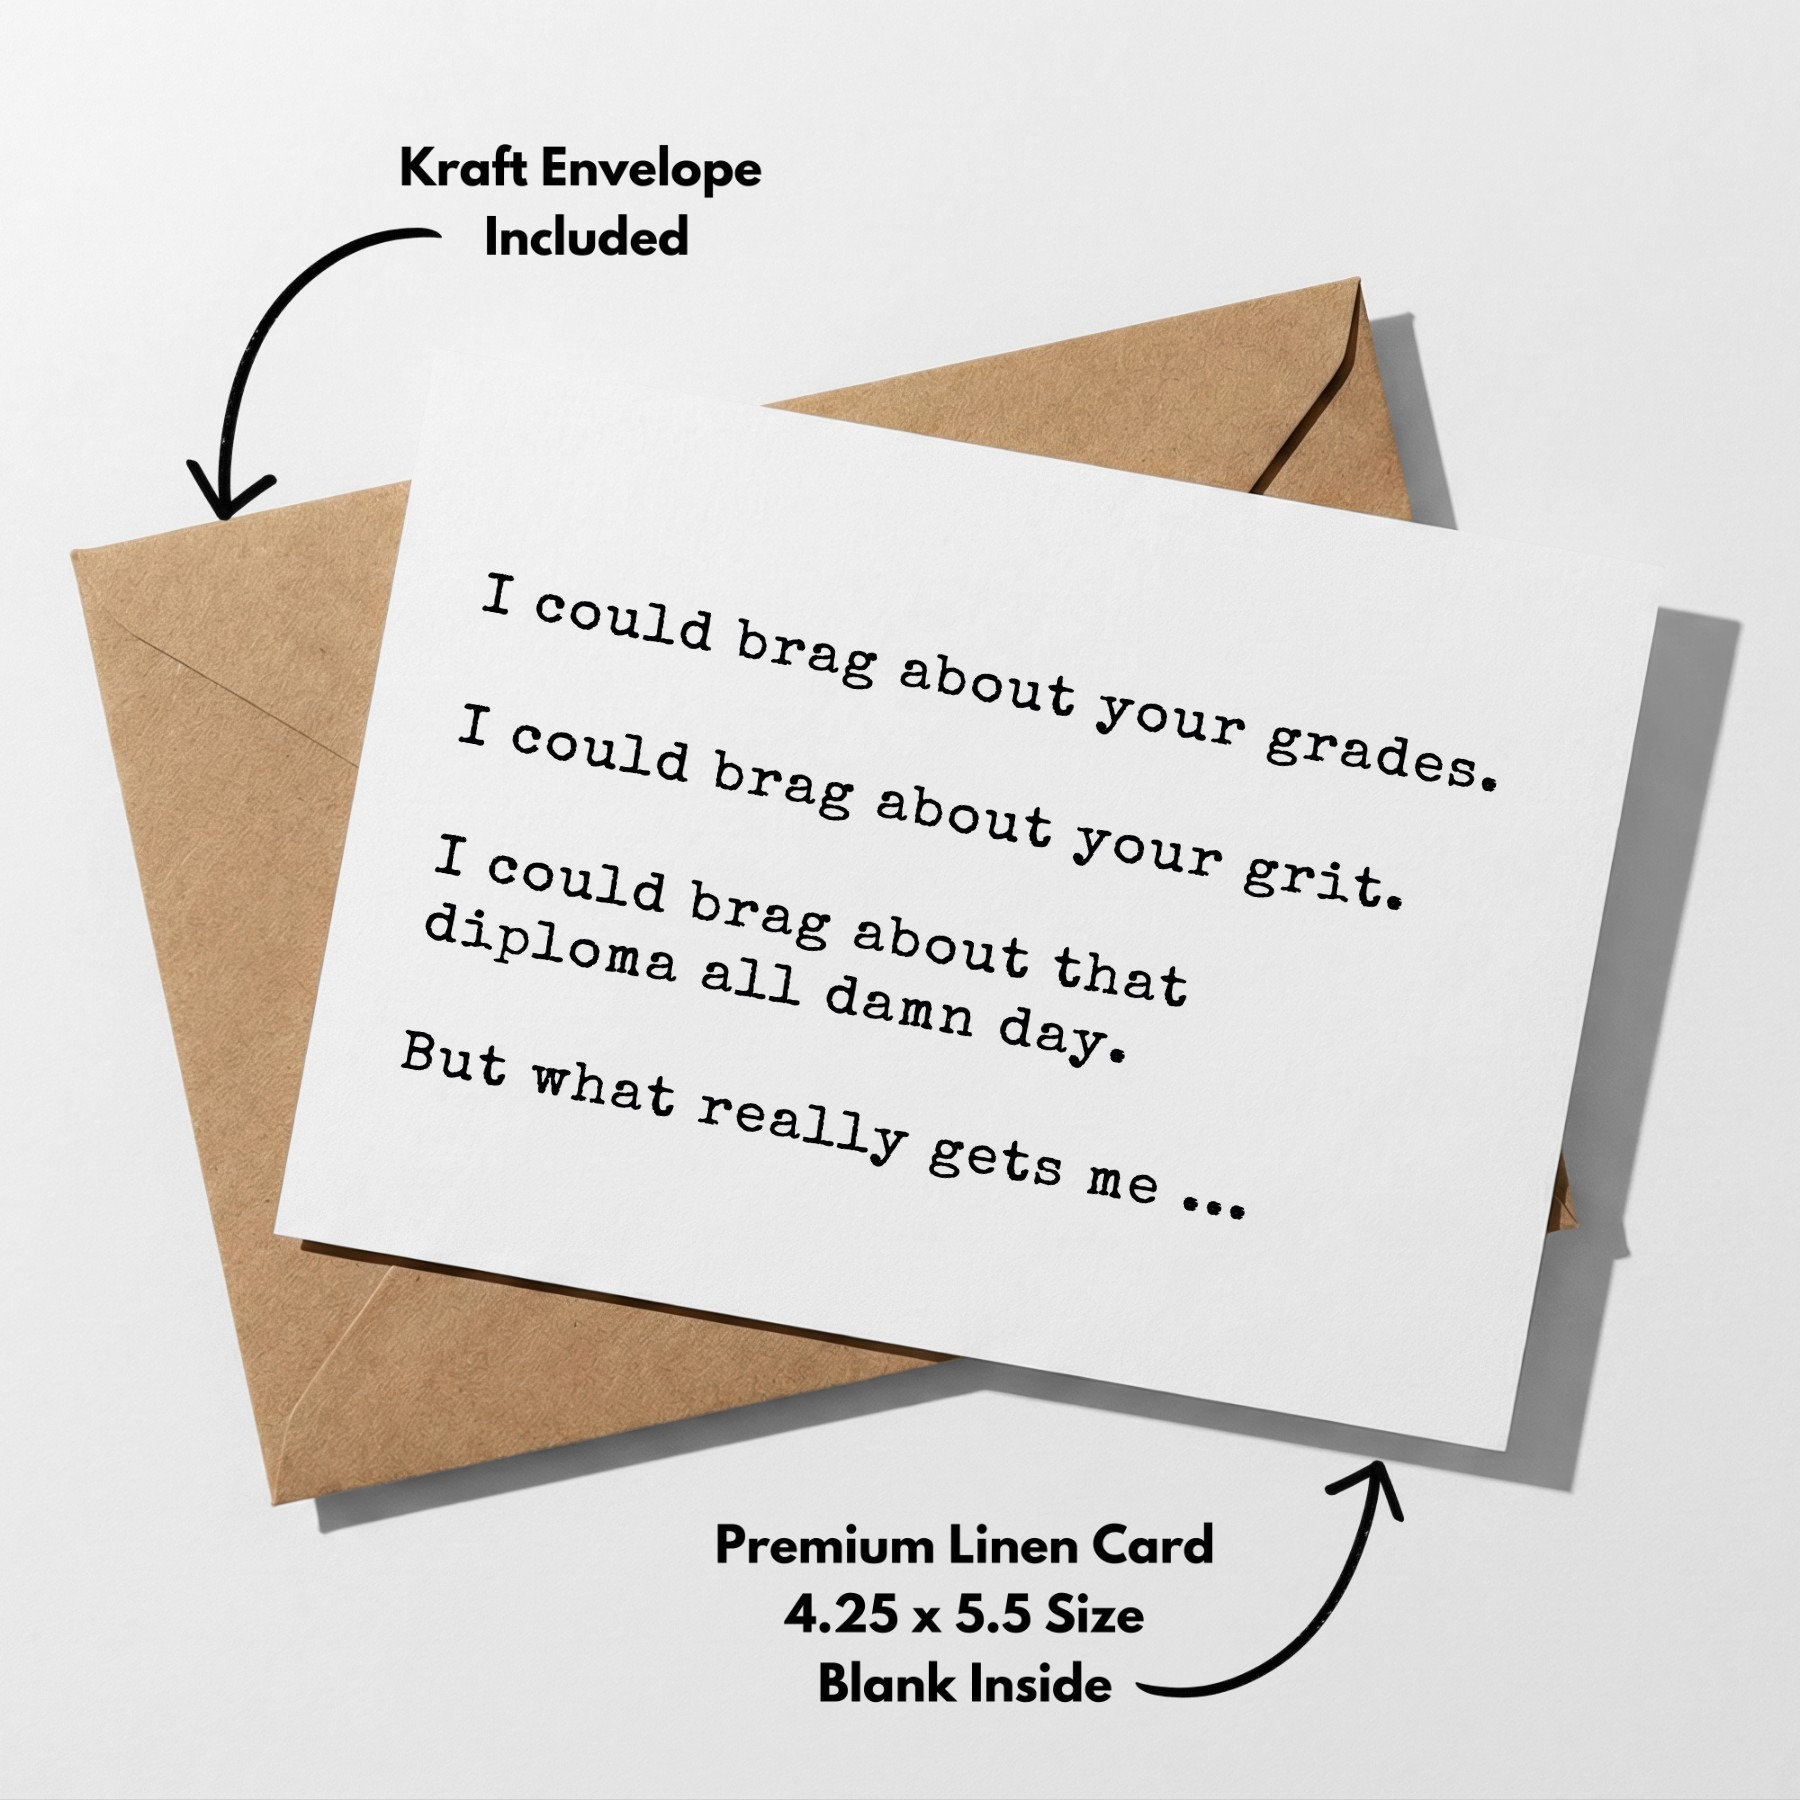 Kraft Envelope
Included
I could brag about your grades.
I could brag about your grit.
I could brag about that
diploma all damn day.
But what really gets me ...
Premium Linen Card
4.25 x 5.5 Size
Blank Inside